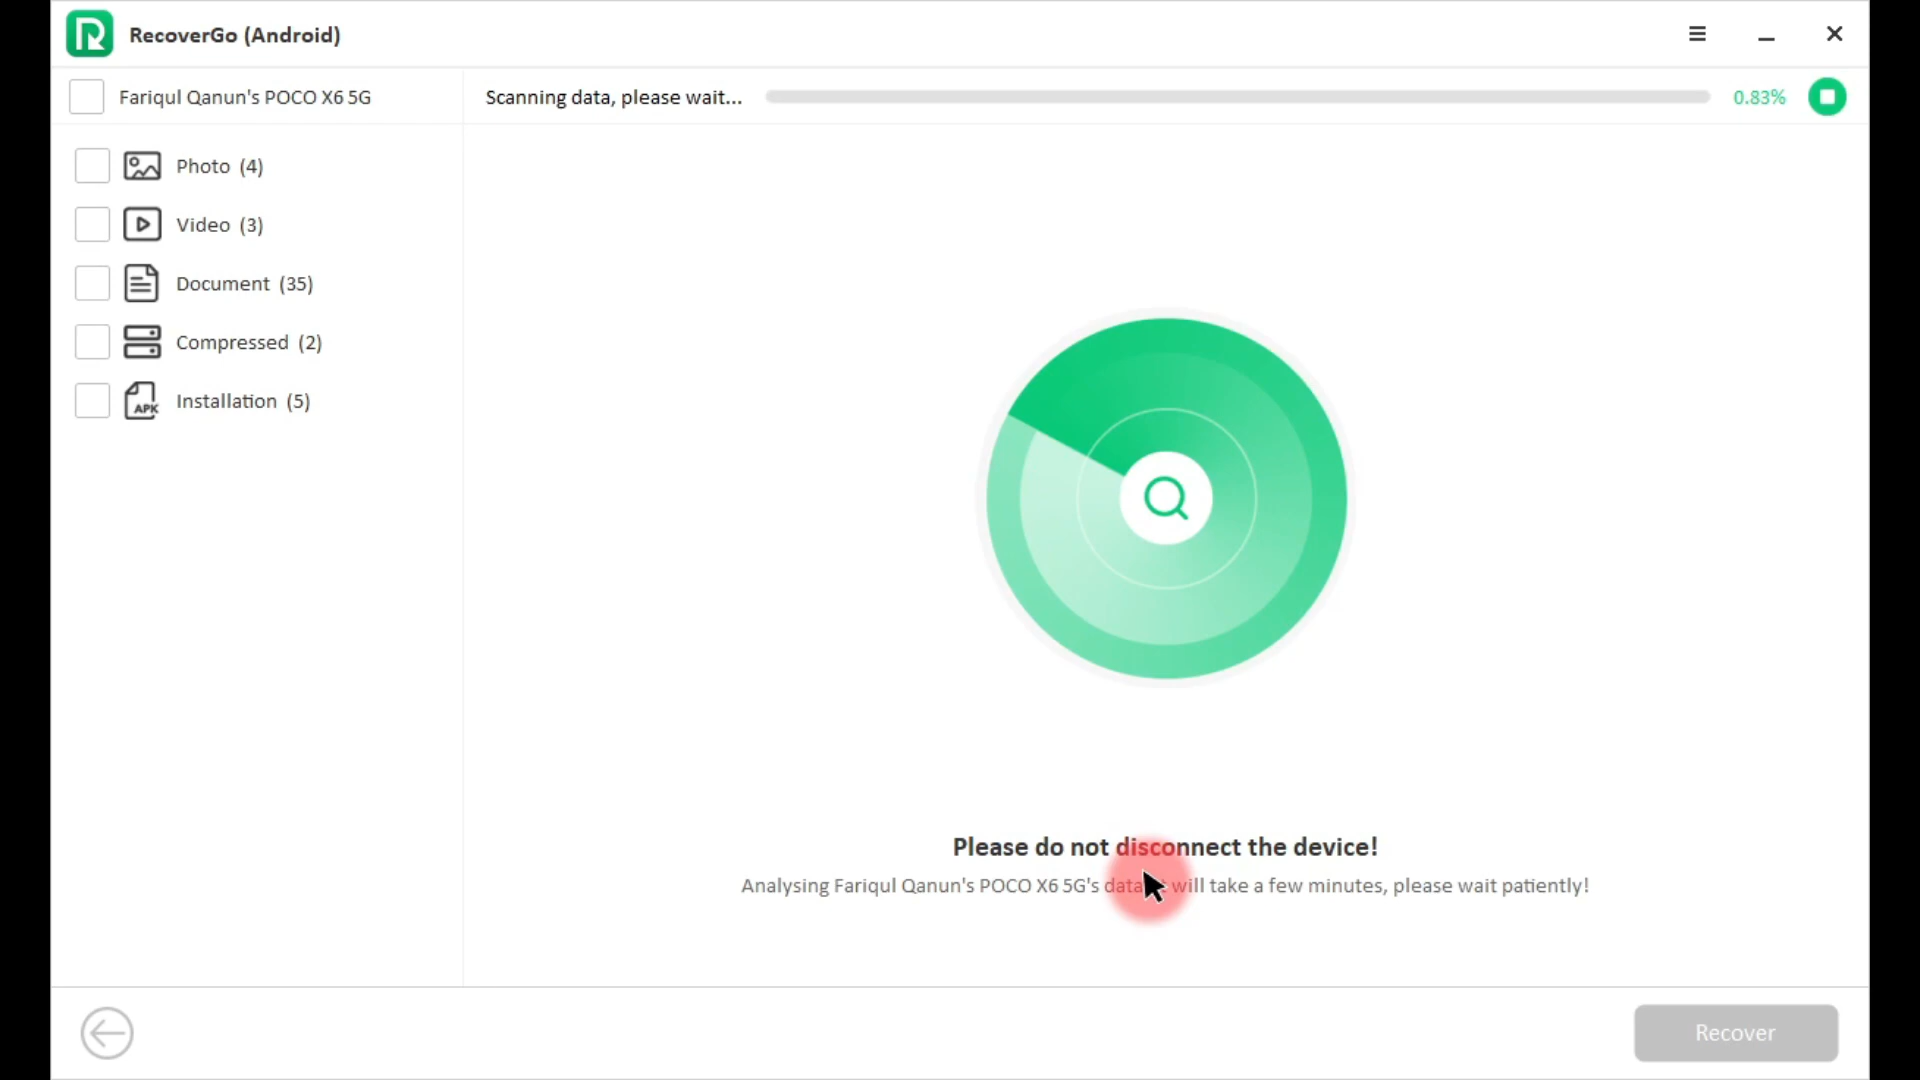 RecoverGo (Android)
Fariqul Qanun's POCO X6 5G
Scanning data, please wait...
0.83%
Photo (4)
Video (3)
Document (35)
Compressed (2)
APK
Installation (5)
Please do not disconnect the device!
Analysing Fariqul Qanun's POCO X6 5G's data will take a few minutes, please wait patiently!
Recover